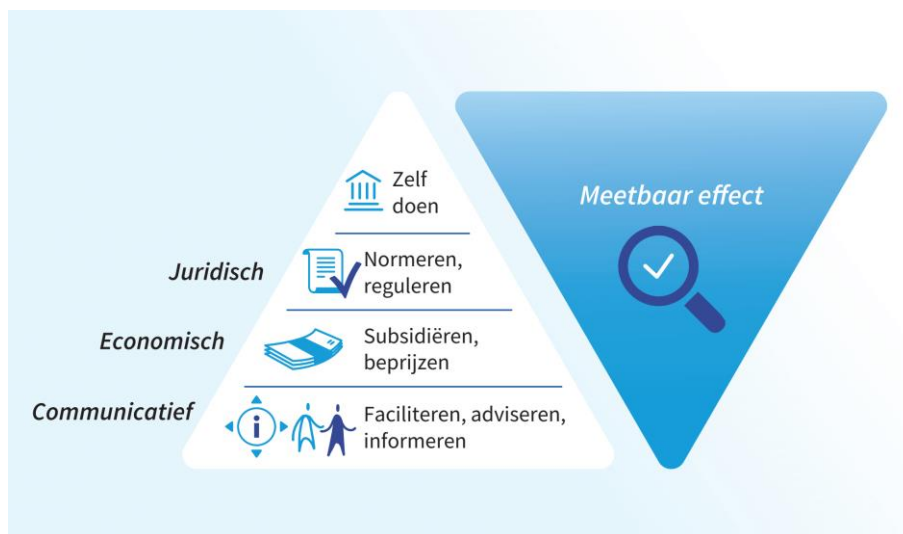 Zelf
doen
Meetbaar effect
Juridisch
Normeren,
reguleren
Economisch
Subsidiëren,
beprijzen
Communicatief
i
Faciliteren, adviseren,
informeren